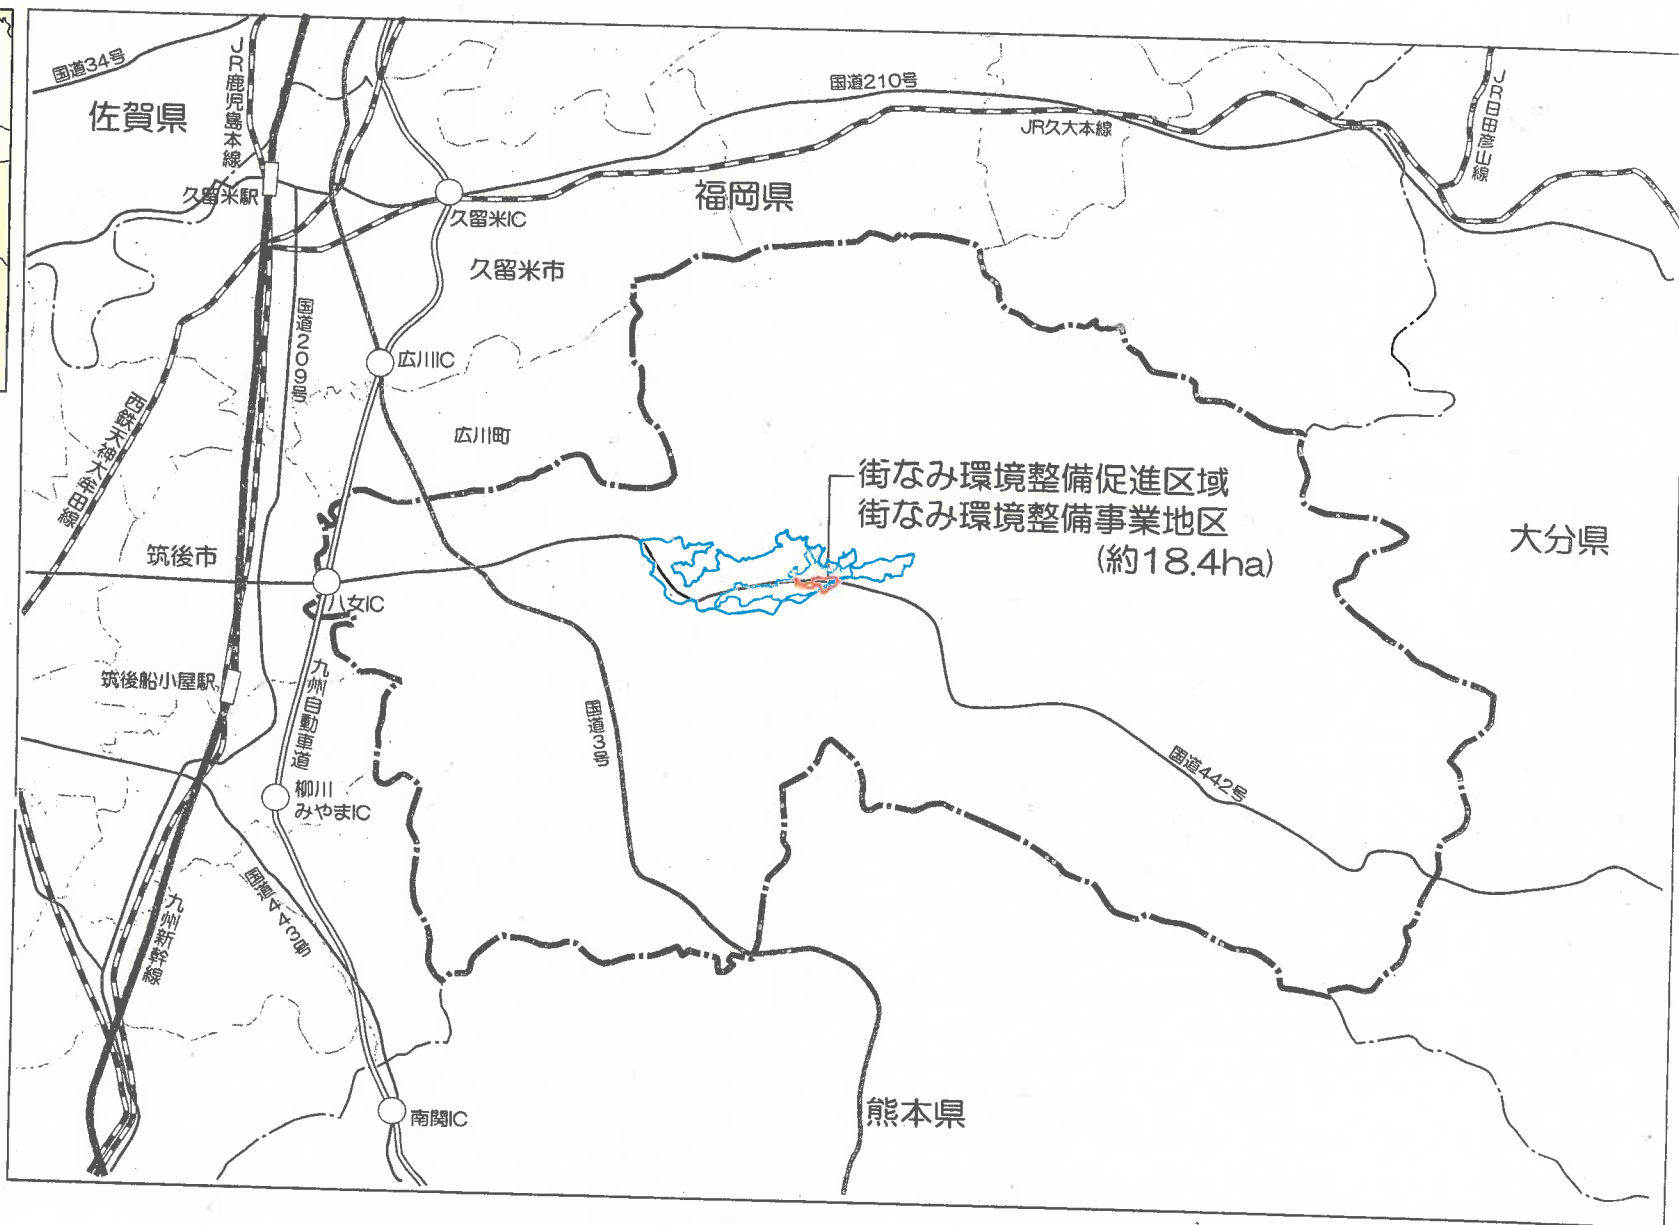 国道34号
佐賀県
JR鹿児島本線
久留米駅
久留米IC
国道210号
JR久大本線
JR日田彦山線
福岡県
久留米市
国道209号
広川IC
広川町
西鉄天神大牟田線
街なみ環境整備促進区域
街なみ環境整備事業地区
(約18.4ha)
大分県
筑後市
八女IC
筑後船小屋駅
九州自動車道
国道3号
国道442号
柳川
みやまIC
国道443号
九州新幹線
南関IC
熊本県